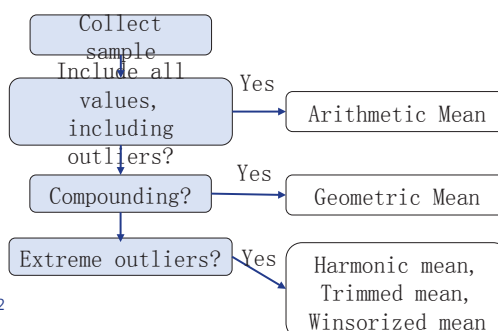 Collect
sample
Include all
values,
including
outliers?
Yes
Arithmetic Mean
Compounding?
Yes
Geometric Mean
Extreme outliers?
Yes
Harmonic mean,
Trimmed mean,
Winsorized mean
2